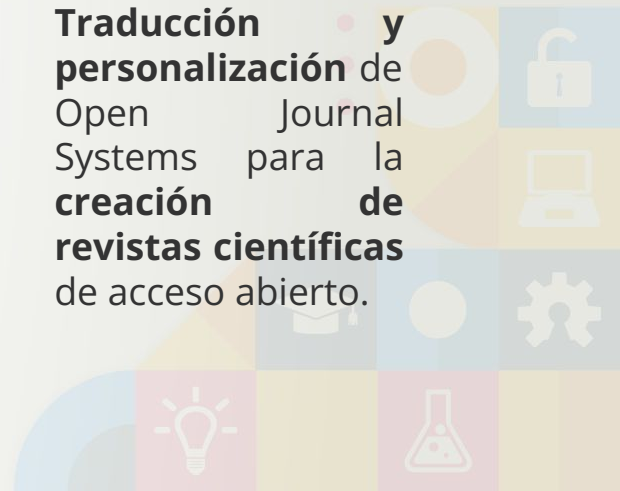 Traducción y
personalización de
Open Journal
Systems para la
creación de
revistas científicas
de acceso abierto.